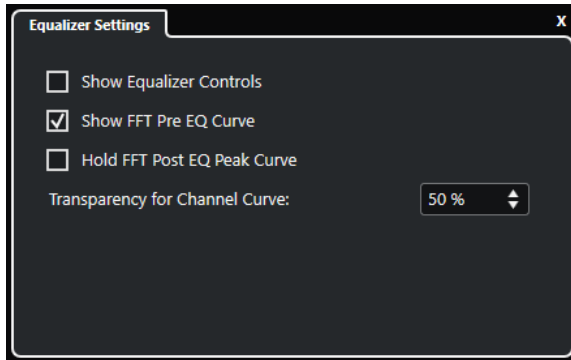 Equalizer Settings X
Show Equalizer Controls
Show FFT Pre EQ Curve
Hold FFT Post EQ Peak Curve
Transparency for Channel Curve: 50 %